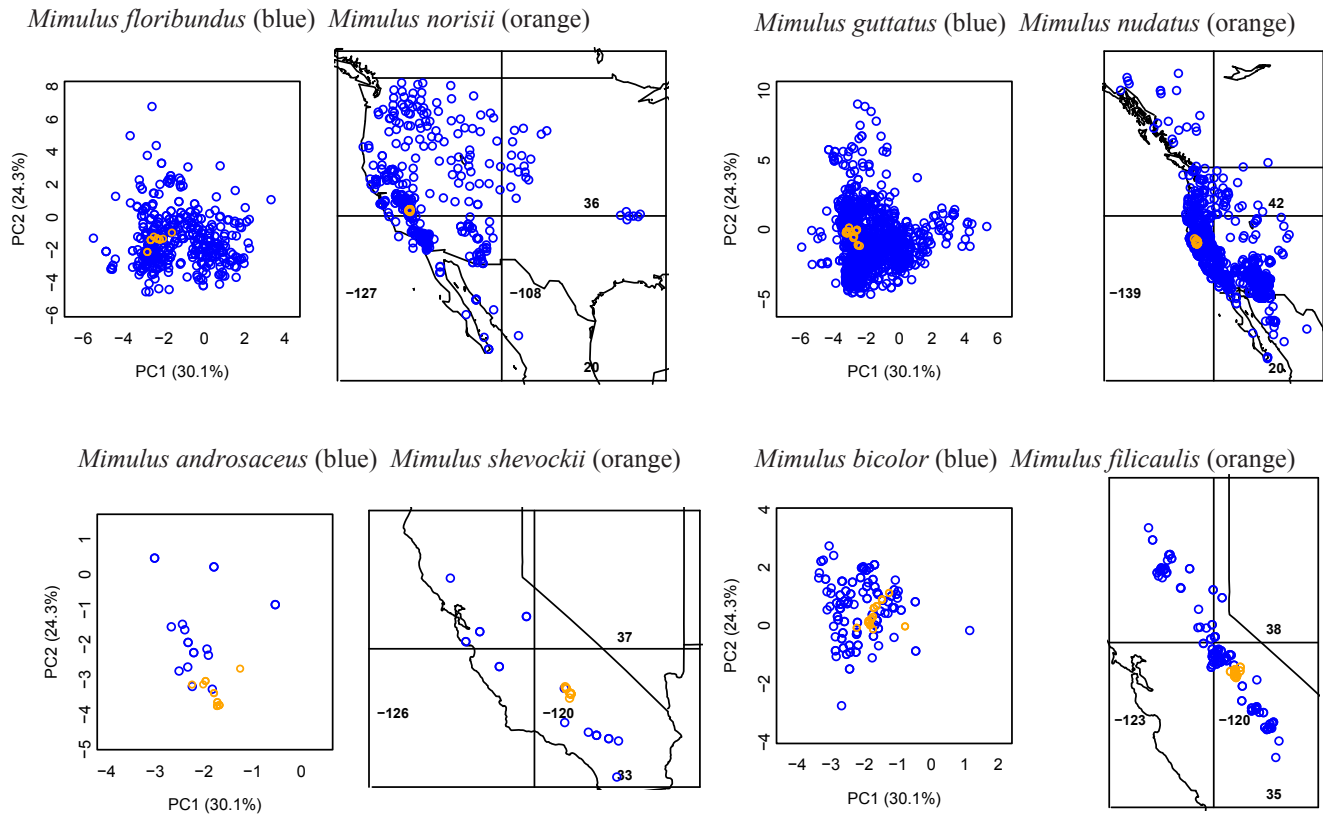 Mimulus floribundus (blue) Mimulus norisii (orange)
8
6
4
2
0
−2
−4
−6
PC2 (24.3%)
−6 −4 −2 0 2 4
PC1 (30.1%)
36
−127 −108
20
Mimulus guttatus (blue) Mimulus nudatus (orange)
10
5
0
−5
PC2 (24.3%)
−6 −4 −2 0 2 4 6
PC1 (30.1%)
42
−139
20
Mimulus androsaceus (blue) Mimulus shevockii (orange)
1
0
−1
−2
−3
−4
−5
PC2 (24.3%)
−4 −3 −2 −1 0
PC1 (30.1%)
37
−126 −120
33
Mimulus bicolor (blue) Mimulus filicaulis (orange)
4
2
0
−2
−4
PC2 (24.3%)
−4 −3 −2 −1 0 1 2
PC1 (30.1%)
38
−123 −120
35